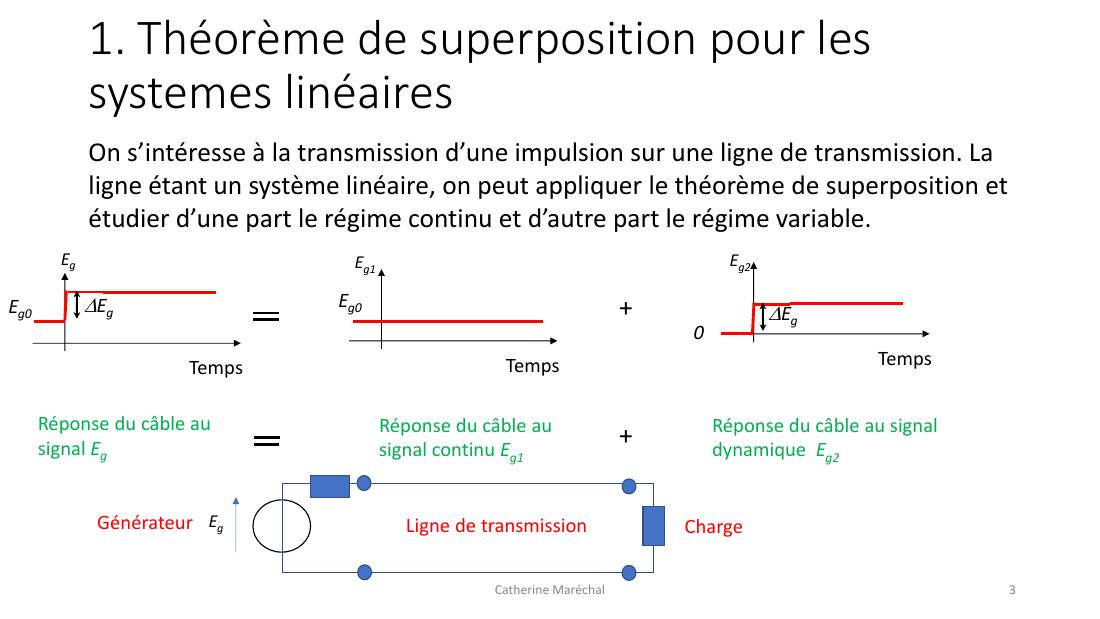 1. Théorème de superposition pour les
systemes linéaires
On s’intéresse à la transmission d’une impulsion sur une ligne de transmission. La
ligne étant un système linéaire, on peut appliquer le théorème de superposition et
étudier d’une part le régime continu et d’autre part le régime variable.
Eg
Eg0
ΔEg
Temps
=
Eg1
Eg0
Temps
+
Eg2
ΔEg
0
Temps
Réponse du câble au
signal Eg
=
Réponse du câble au
signal continu Eg1
+
Réponse du câble au signal
dynamique Eg2
Générateur Eg
Ligne de transmission
Charge
Catherine Maréchal
3